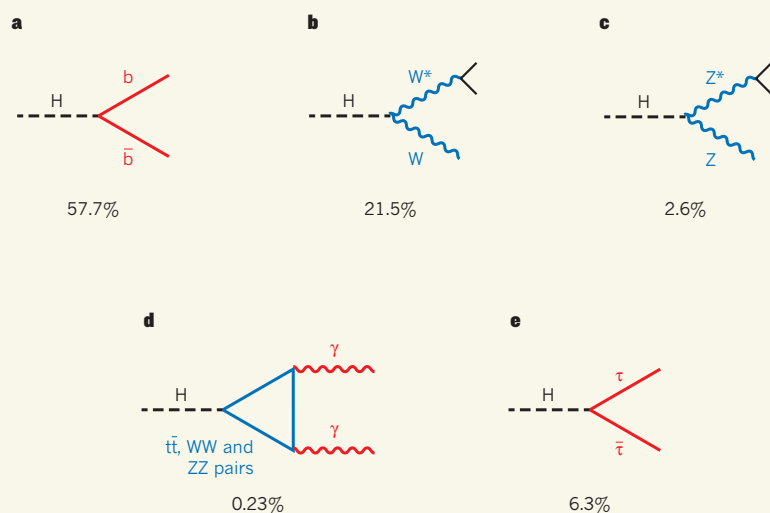 a
H
b
b̄
57.7%
b
H
W*
W
21.5%
c
H
Z*
Z
2.6%
d
H
γ
γ
tt̄, WW and
ZZ pairs
0.23%
e
H
τ
τ̄
6.3%